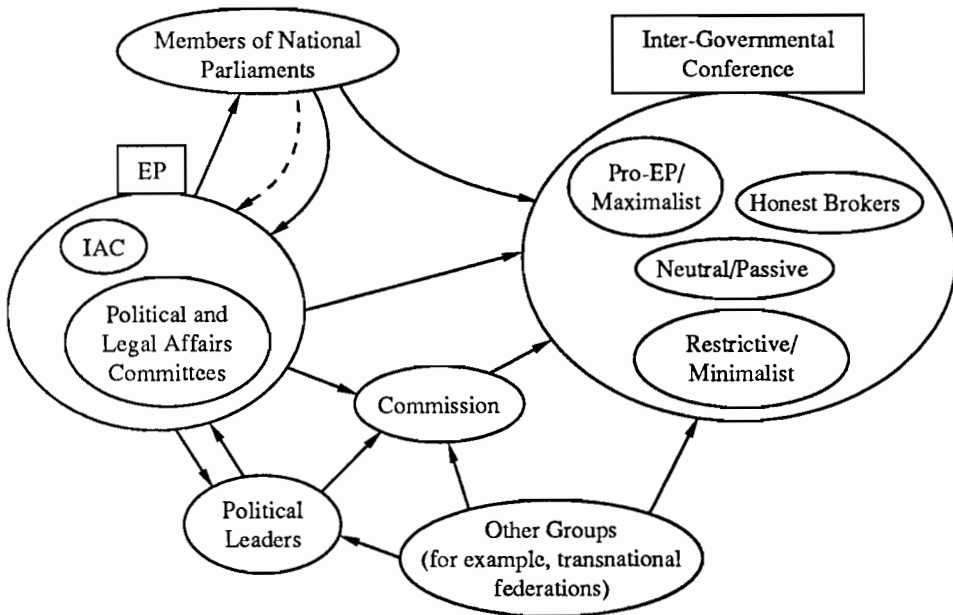 Members of National
Parliaments
Inter-Governmental
Conference
EP
IAC
Political and
Legal Affairs
Committees
Pro-EP/
Maximalist
Honest Brokers
Neutral/Passive
Restrictive/
Minimalist
Commission
Political
Leaders
Other Groups
(for example, transnational
federations)